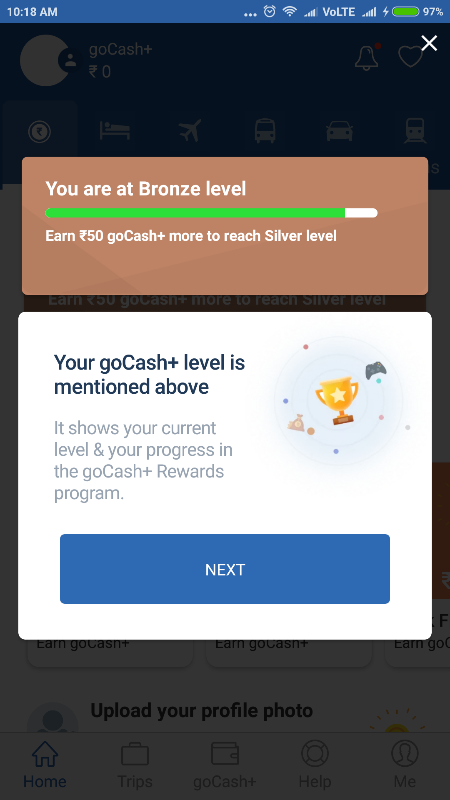 10:18 AM
VoLTE
97%
goCash+
₹ 0
You are at Bronze level
Earn ₹50 goCash+ more to reach Silver level
Earn ₹50 goCash+ more to reach Silver level
Your goCash+ level is
mentioned above
It shows your current
level & your progress in
the goCash+ Rewards
program.
NEXT
Earn goCash+
Earn goCash+
Upload your profile photo
Home
Trips
goCash+
Help
Me